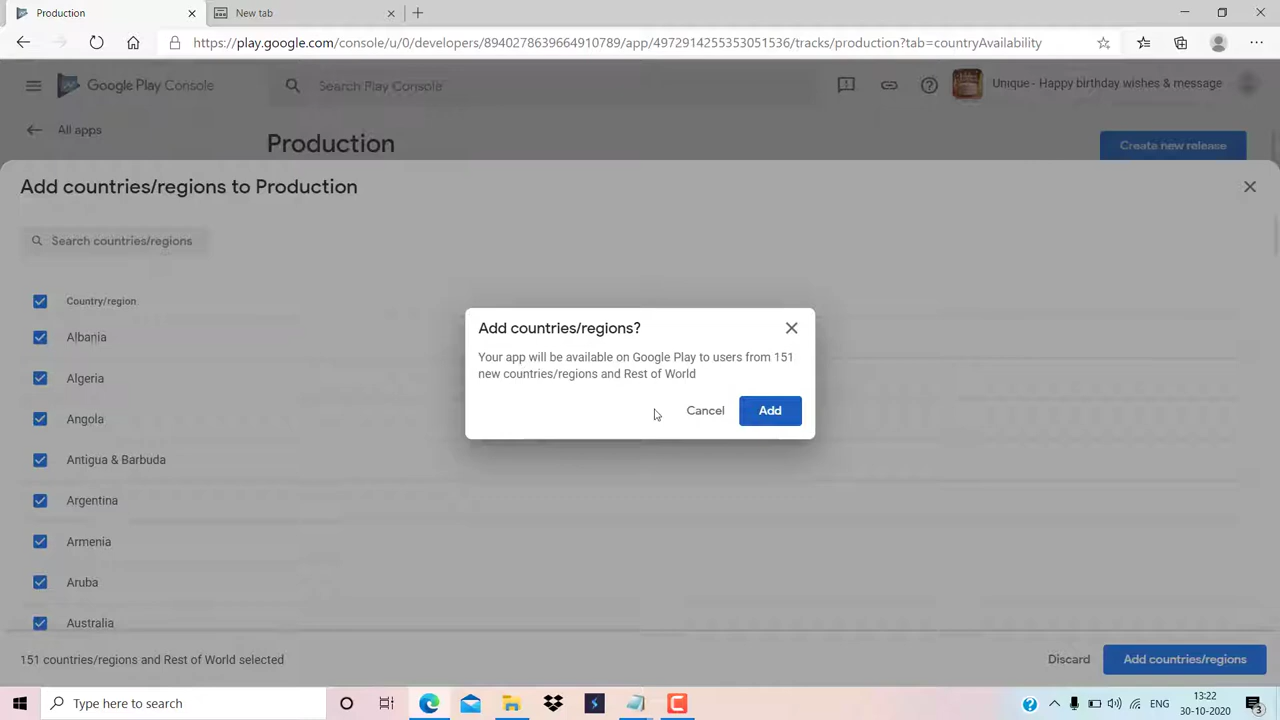 Production
New tab
https://play.google.com/console/u/0/developers/8940278639664910789/app/4972914255353051536/tracks/production?tab=countryAvailability
Google Play Console
Search Play Console
Unique - Happy birthday wishes & message
All apps
Production
Create new release
Add countries/regions to Production
Search countries/regions
Country/region
Albania
Algeria
Angola
Antigua & Barbuda
Argentina
Armenia
Aruba
Australia
Add countries/regions?
Your app will be available on Google Play to users from 151
new countries/regions and Rest of World
Cancel
Add
151 countries/regions and Rest of World selected
Discard
Add countries/regions
Type here to search
ENG
13:22
30-10-2020
3